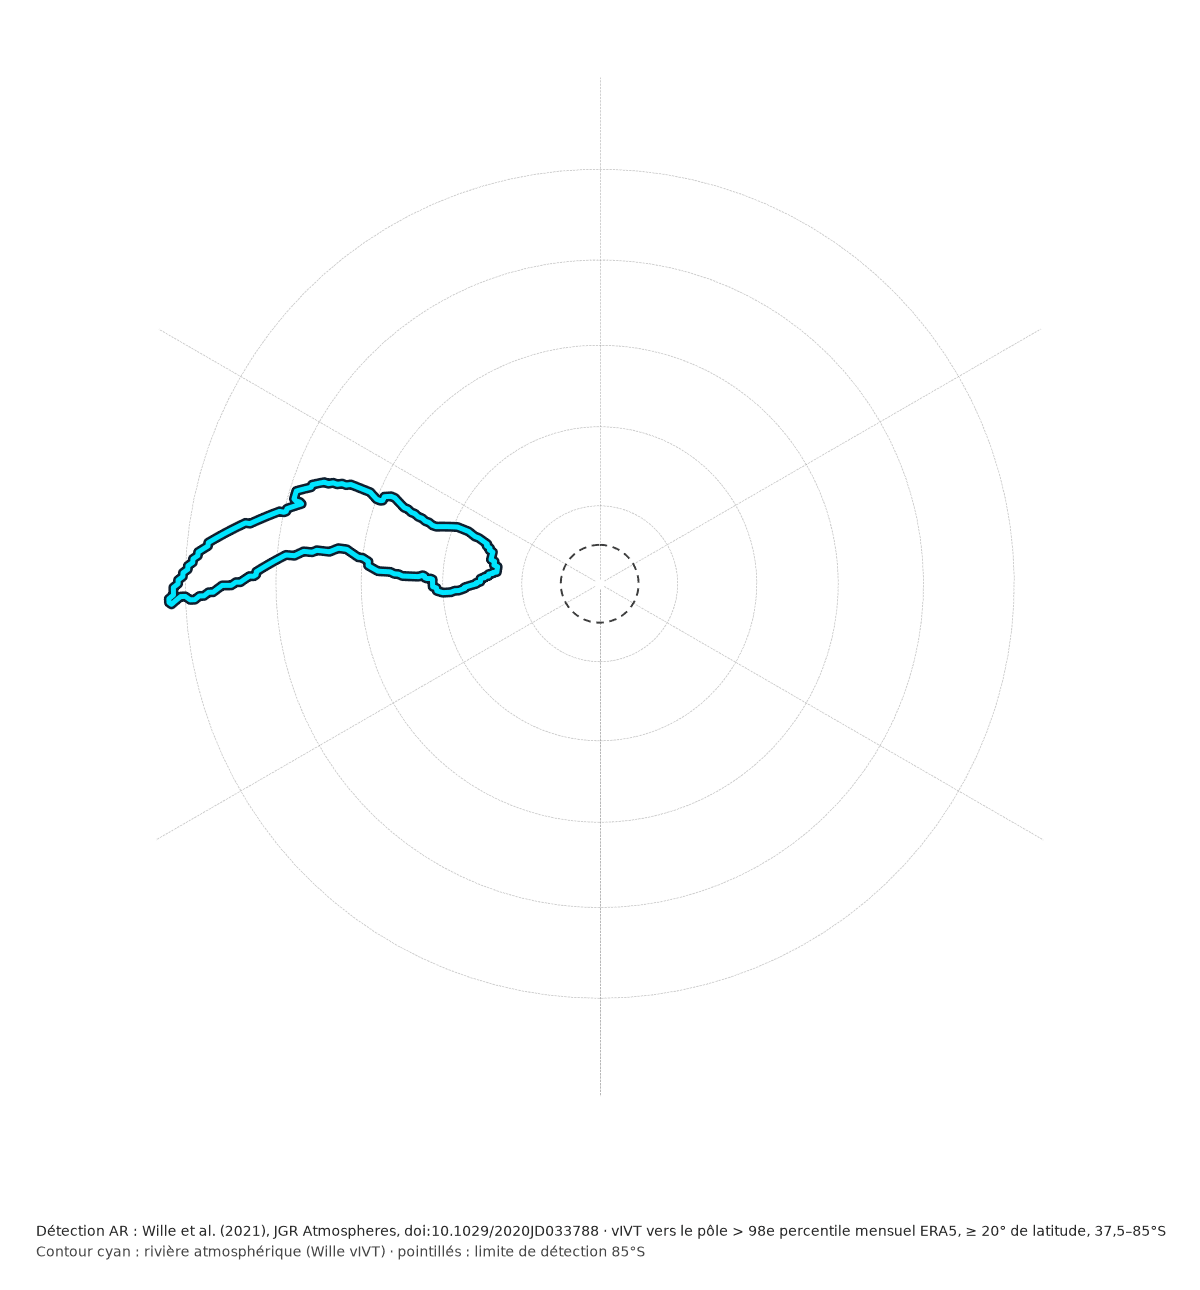 Détection AR : Wille et al. (2021), JGR Atmospheres, doi:10.1029/2020JD033788 · vIVT vers le pôle > 98e percentile mensuel ERA5, ≥ 20° de latitude, 37,5–85°S
Contour cyan : rivière atmosphérique (Wille vIVT) · pointillés : limite de détection 85°S